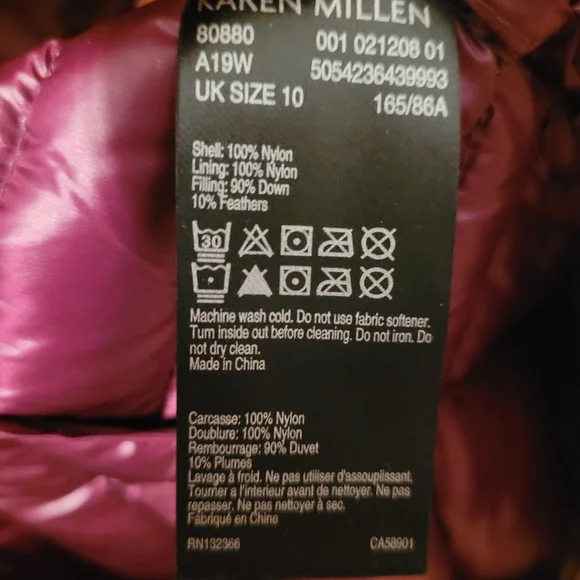 KAREN MILLEN
80880 001 021208 01
A19W 5054236439993
UK SIZE 10 165/86A
Shell: 100% Nylon
Lining: 100% Nylon
Filling: 90% Down
10% Feathers
30
Machine wash cold. Do not use fabric softener.
Turn inside out before cleaning. Do not iron. Do
not dry clean.
Made in China
Carcasse: 100% Nylon
Doublure: 100% Nylon
Rembourrage: 90% Duvet
10% Plumes
Lavage à froid. Ne pas utiliser d'assouplissant.
Tourner a l'interieur avant de nettoyer. Ne pas
repasser. Ne pas nettoyer à sec.
Fabriqué en Chine
RN132366 CA58901